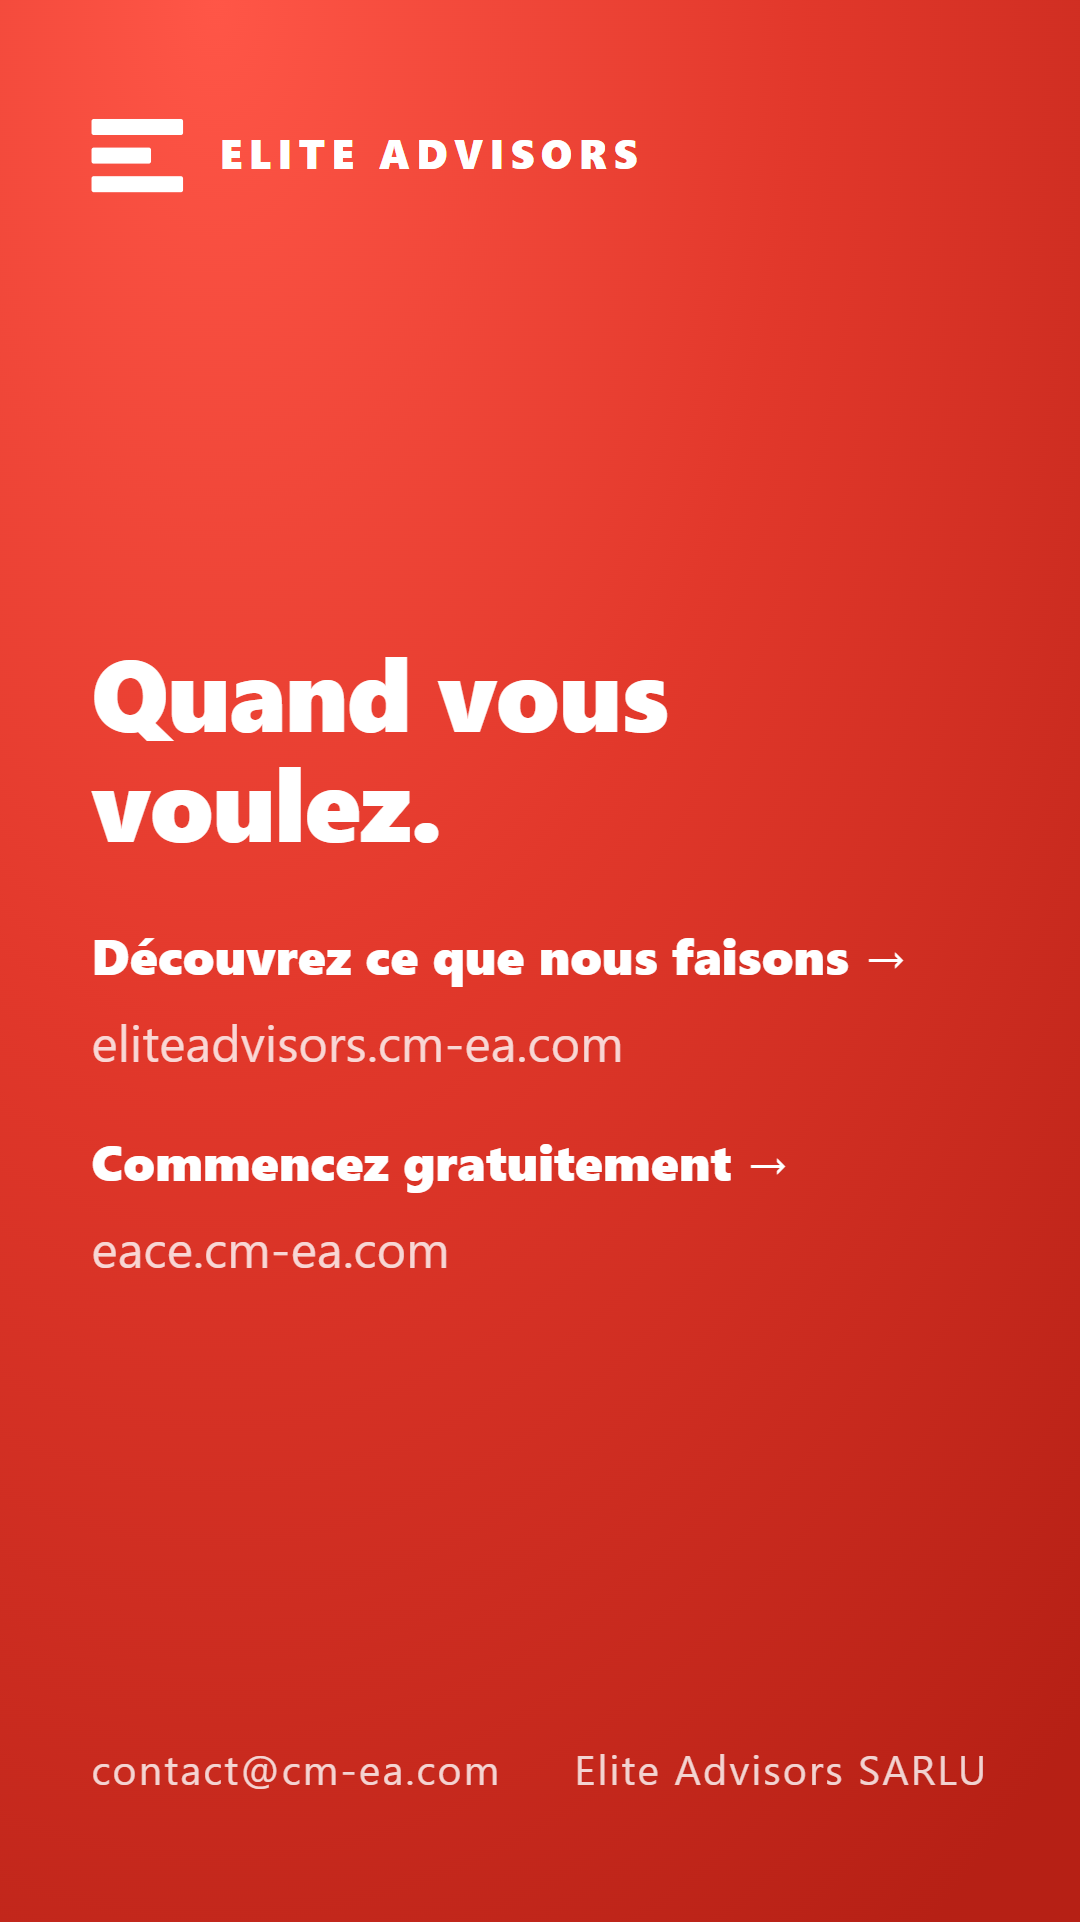 ELITE ADVISORS
Quand vous
voulez.
Découvrez ce que nous faisons →
eliteadvisors.cm-ea.com
Commencez gratuitement →
eace.cm-ea.com
contact@cm-ea.com Elite Advisors SARLU